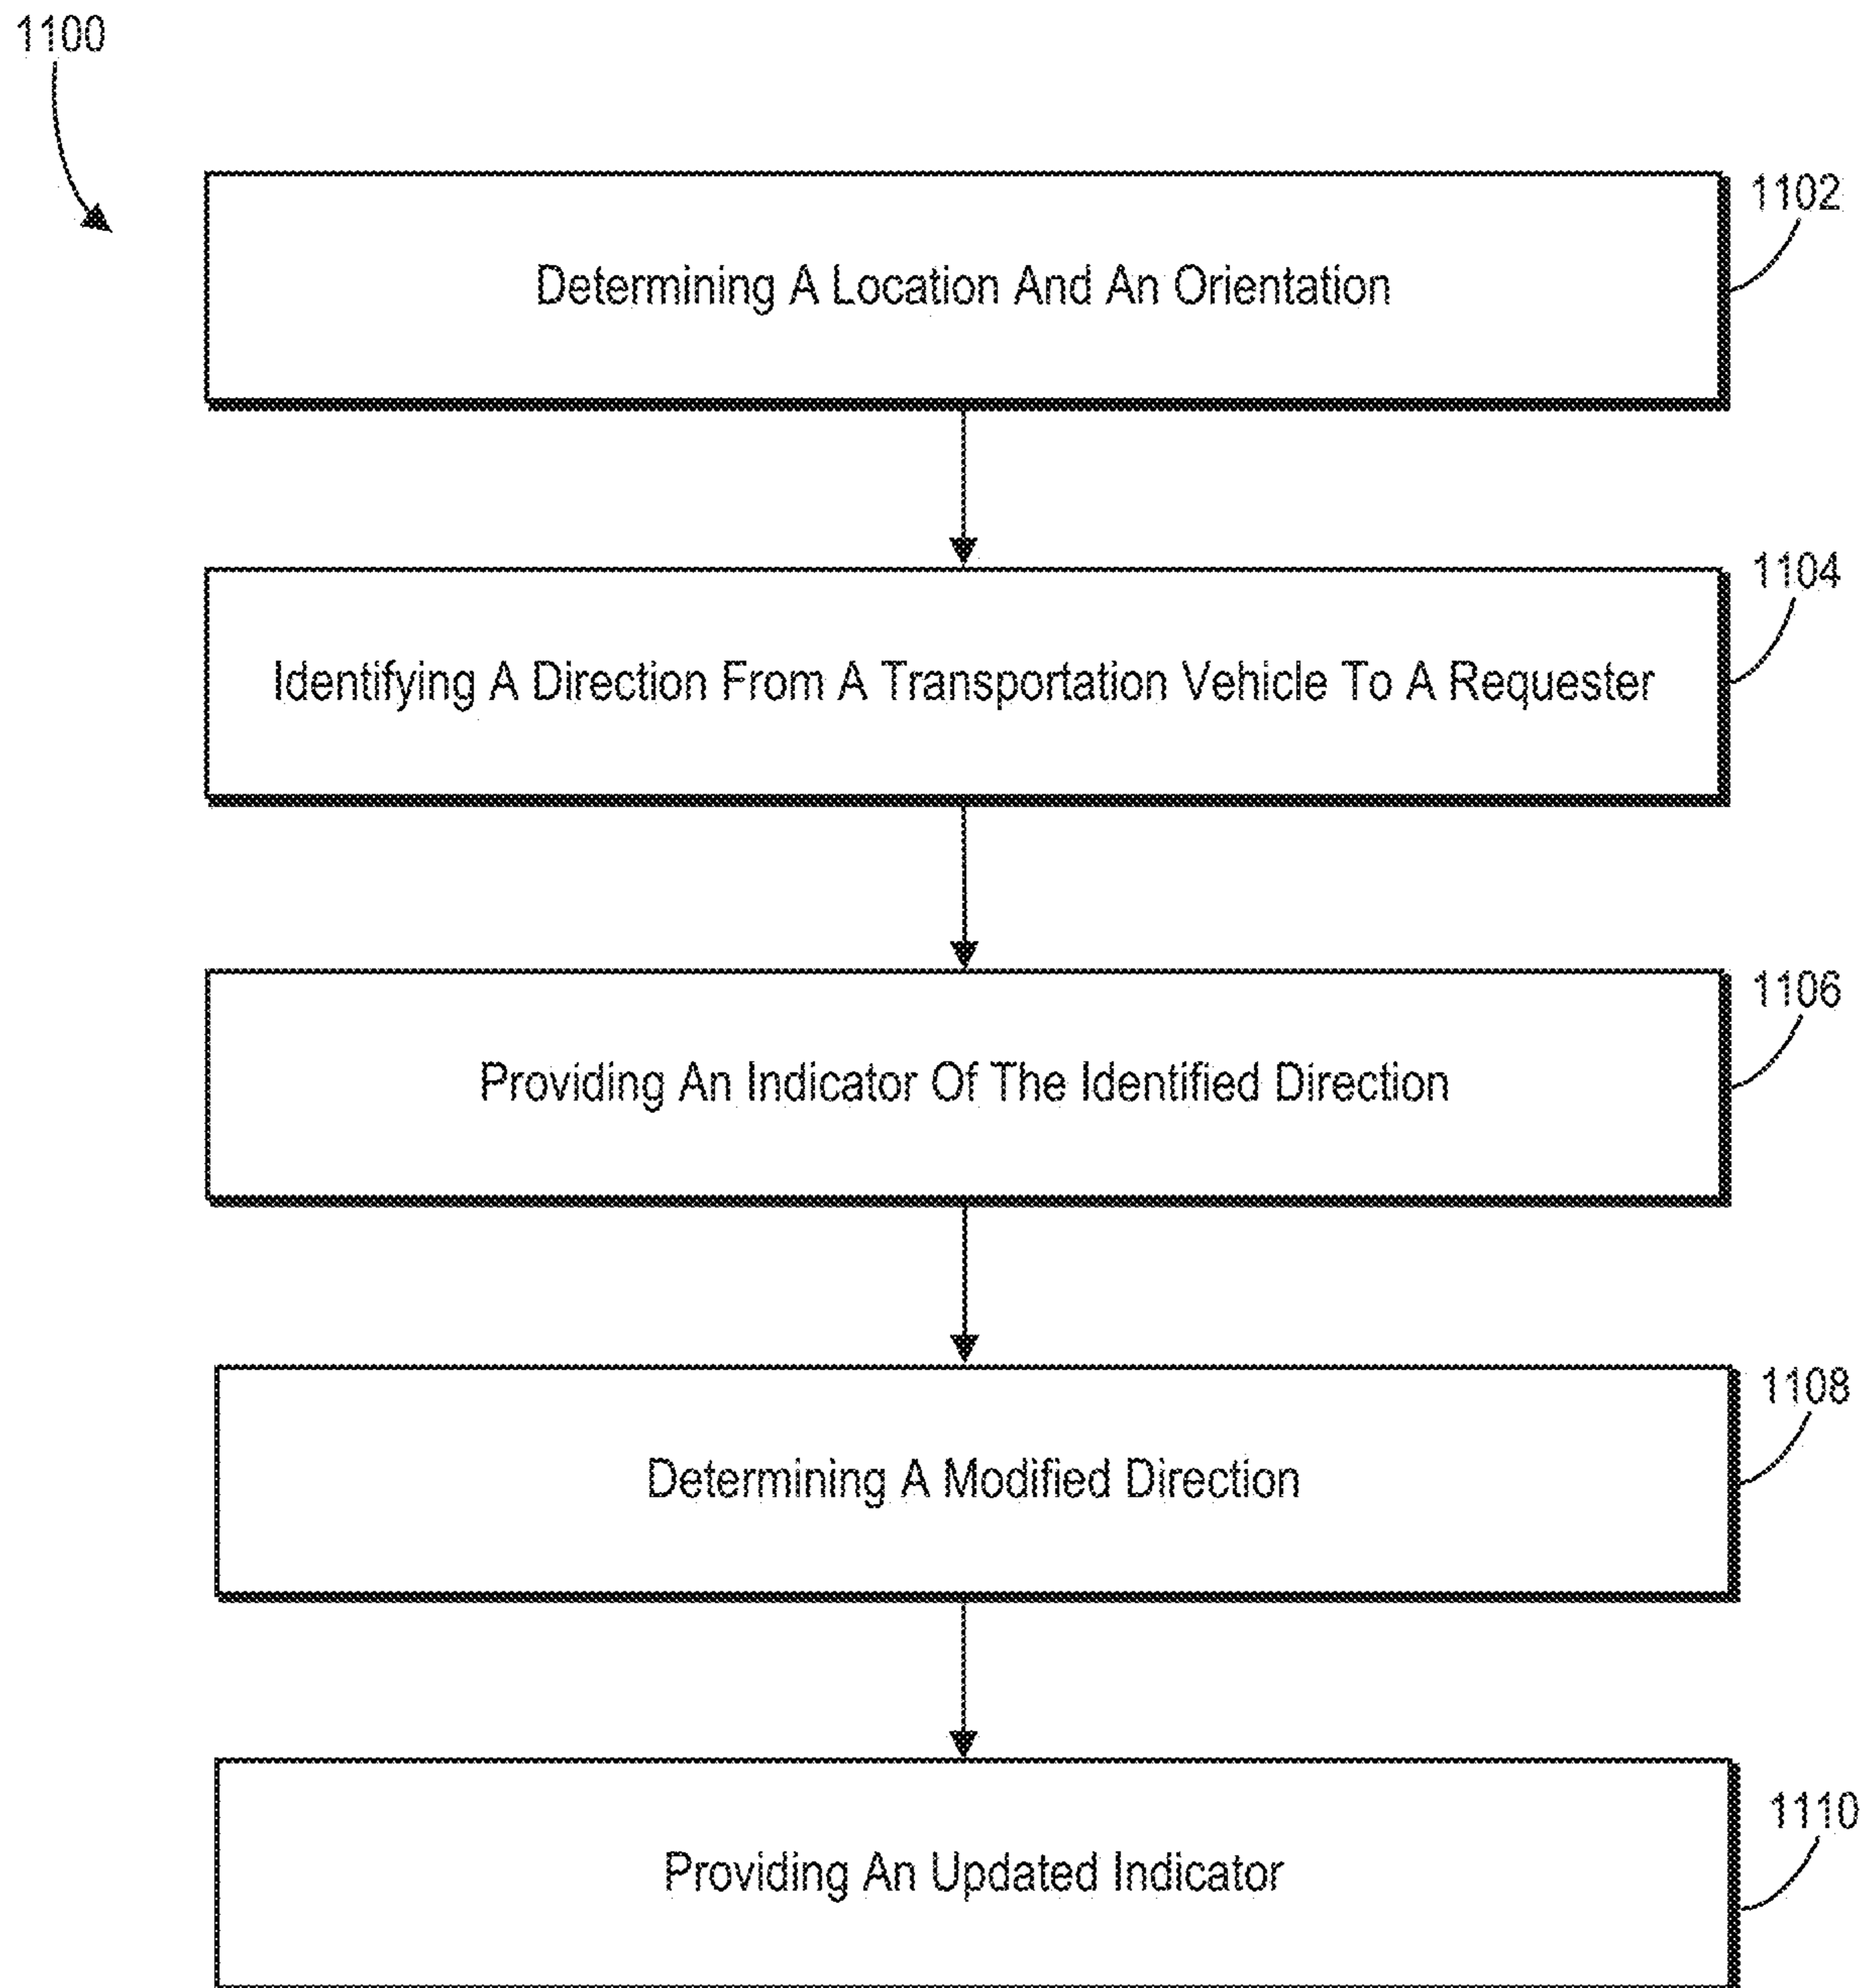 1100
1102
Determining A Location And An Orientation
1104
Identifying A Direction From A Transportation Vehicle To A Requester
1106
Providing An Indicator Of The Identified Direction
1108
Determining A Modified Direction
1110
Providing An Updated Indicator